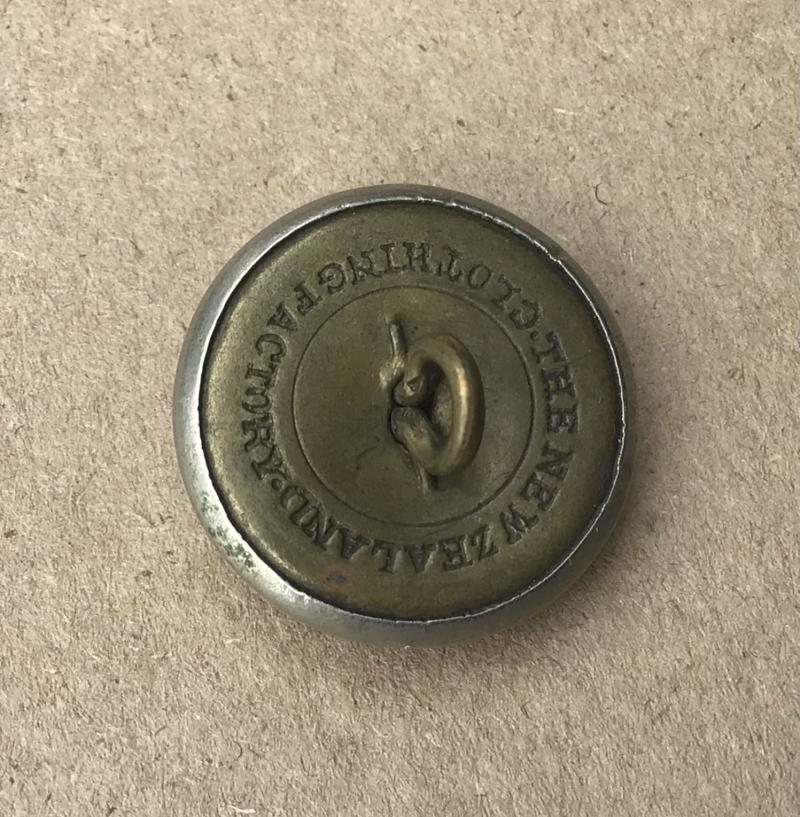 · THE NEW ZEALAND ·
CLOTHING FACTORY